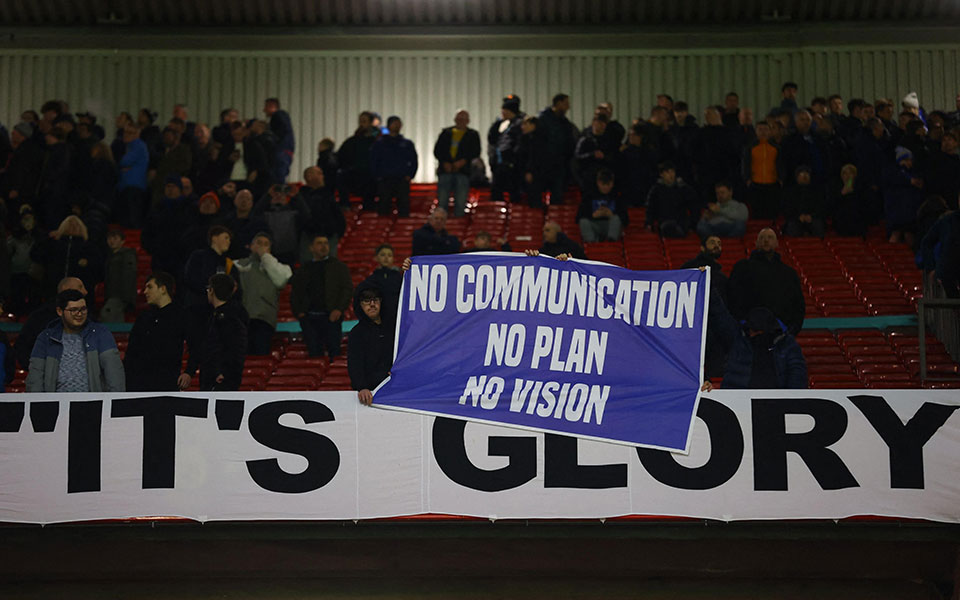 NO COMMUNICATION
NO PLAN
NO VISION
"IT'S GLORY